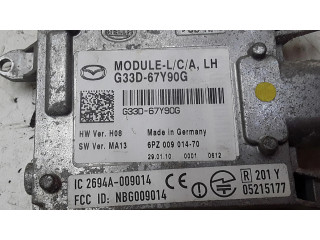 MODULE-L/C/A, LH
G33D-67Y90G
G33D-67Y90G
HW Ver. H08 Made in Germany
SW Ver. MA13 6PZ 009 014-70
29.01.10 0001 0612
IC 2694A-009014
FCC ID: NBG009014
R 201 Y
05215177